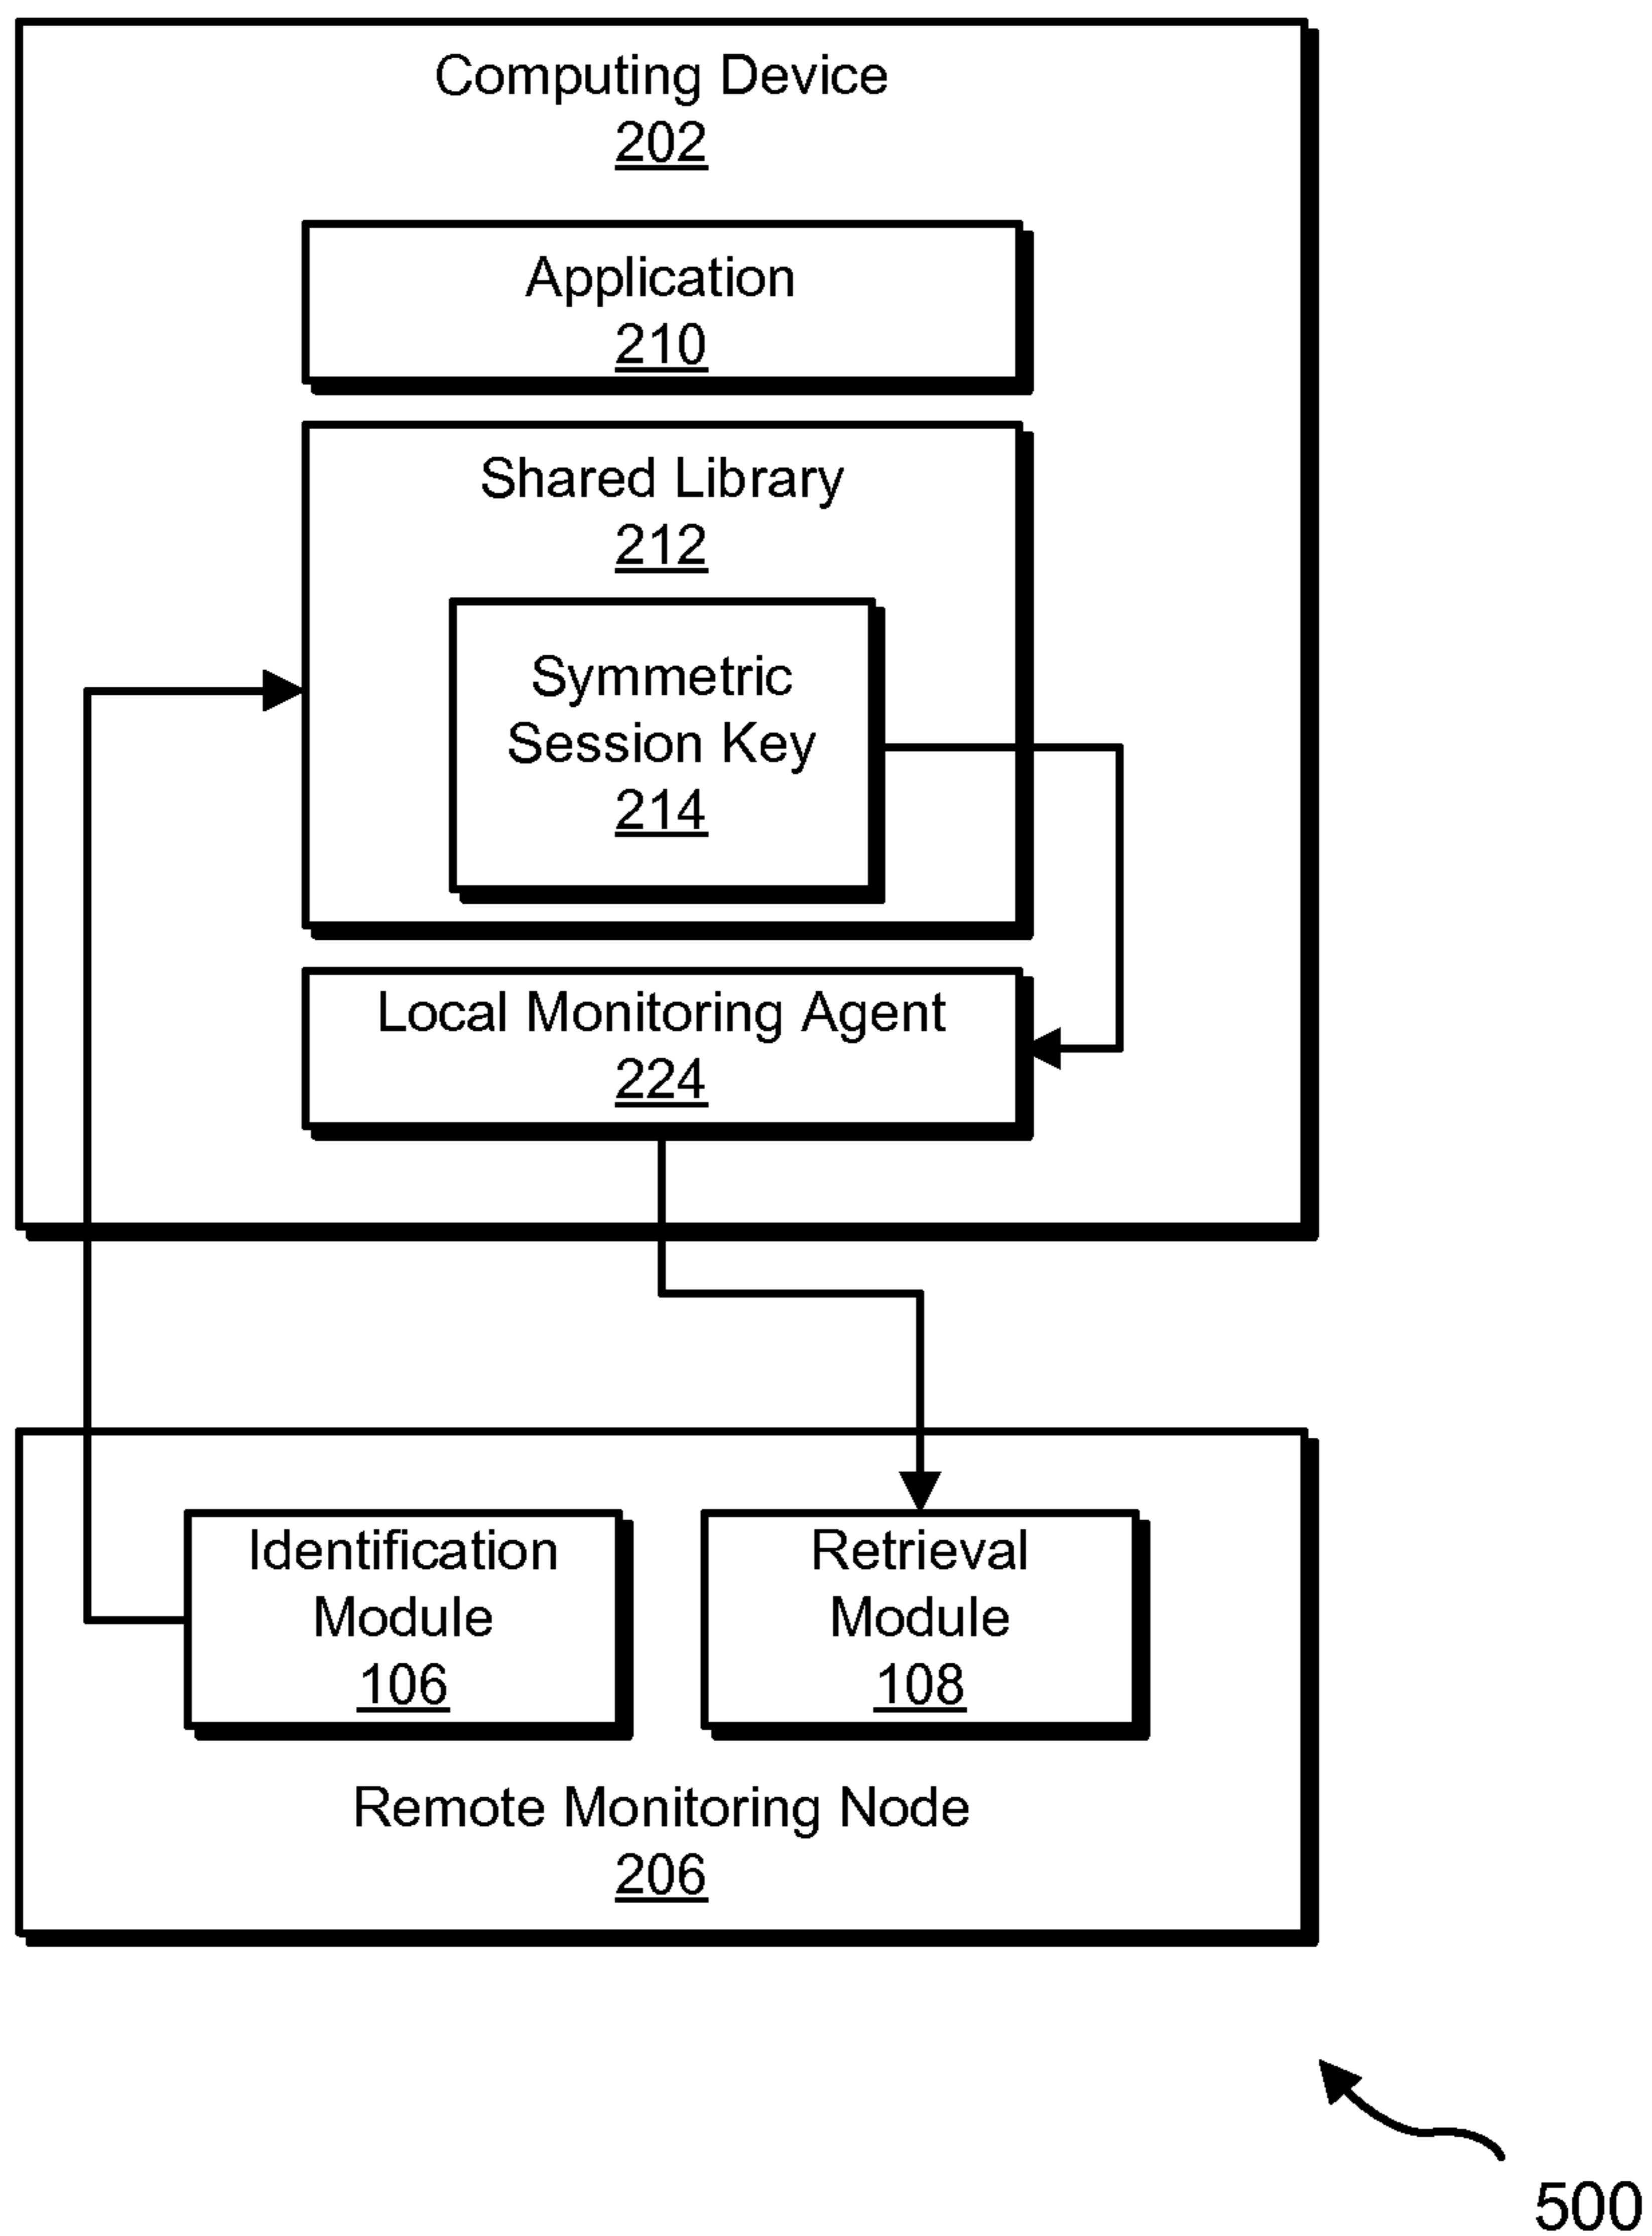 Computing Device
202
Application
210
Shared Library
212
Symmetric
Session Key
214
Local Monitoring Agent
224
Identification
Module
106
Retrieval
Module
108
Remote Monitoring Node
206
500